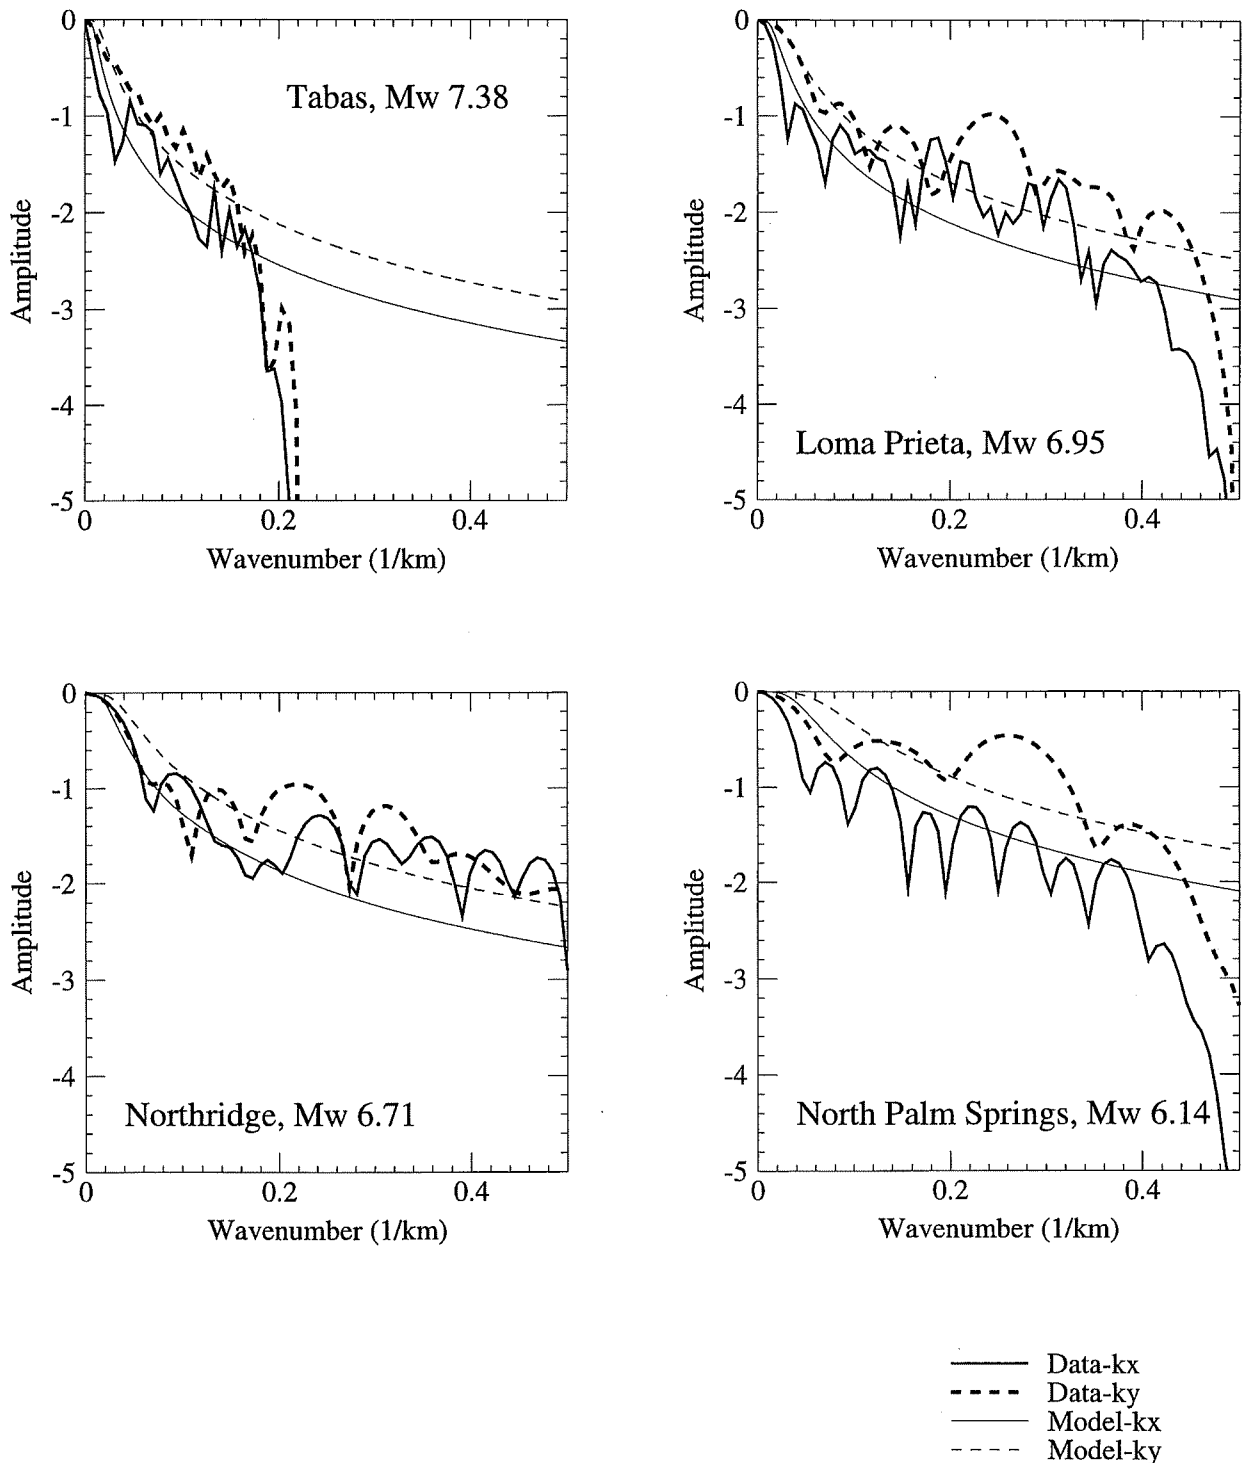 0
-1
-2
-3
-4
-5
Amplitude
Tabas, Mw 7.38
0
0.2
0.4
Wavenumber (1/km)
0
-1
-2
-3
-4
-5
Amplitude
Loma Prieta, Mw 6.95
0
0.2
0.4
Wavenumber (1/km)
0
-1
-2
-3
-4
-5
Amplitude
Northridge, Mw 6.71
0
0.2
0.4
Wavenumber (1/km)
0
-1
-2
-3
-4
-5
Amplitude
North Palm Springs, Mw 6.14
0
0.2
0.4
Wavenumber (1/km)
Data-kx
Data-ky
Model-kx
Model-ky